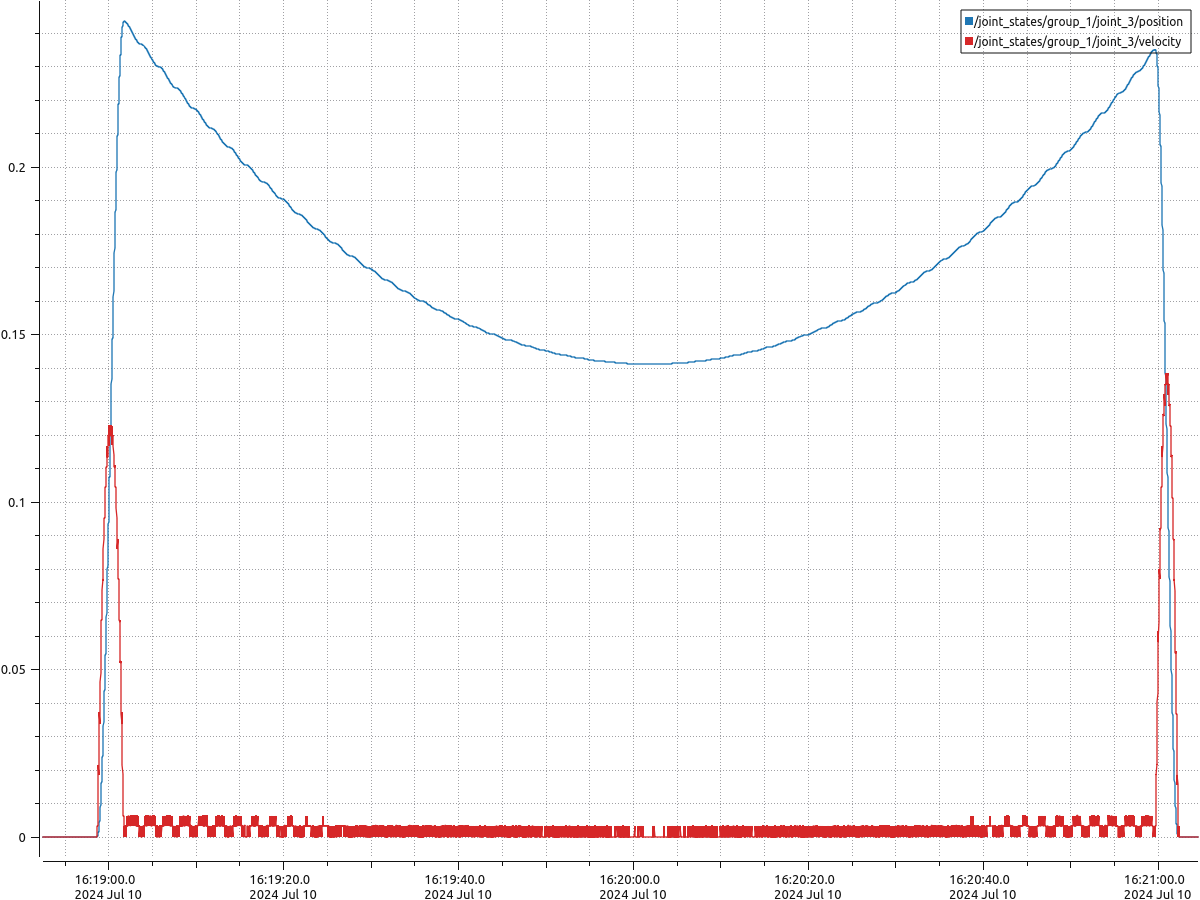 /joint_states/group_1/joint_3/position
/joint_states/group_1/joint_3/velocity
0.2
0.15
0.1
0.05
0
16:19:00.0 16:19:20.0 16:19:40.0 16:20:00.0 16:20:20.0 16:20:40.0 16:21:00.0
2024 Jul 10 2024 Jul 10 2024 Jul 10 2024 Jul 10 2024 Jul 10 2024 Jul 10 2024 Jul 10